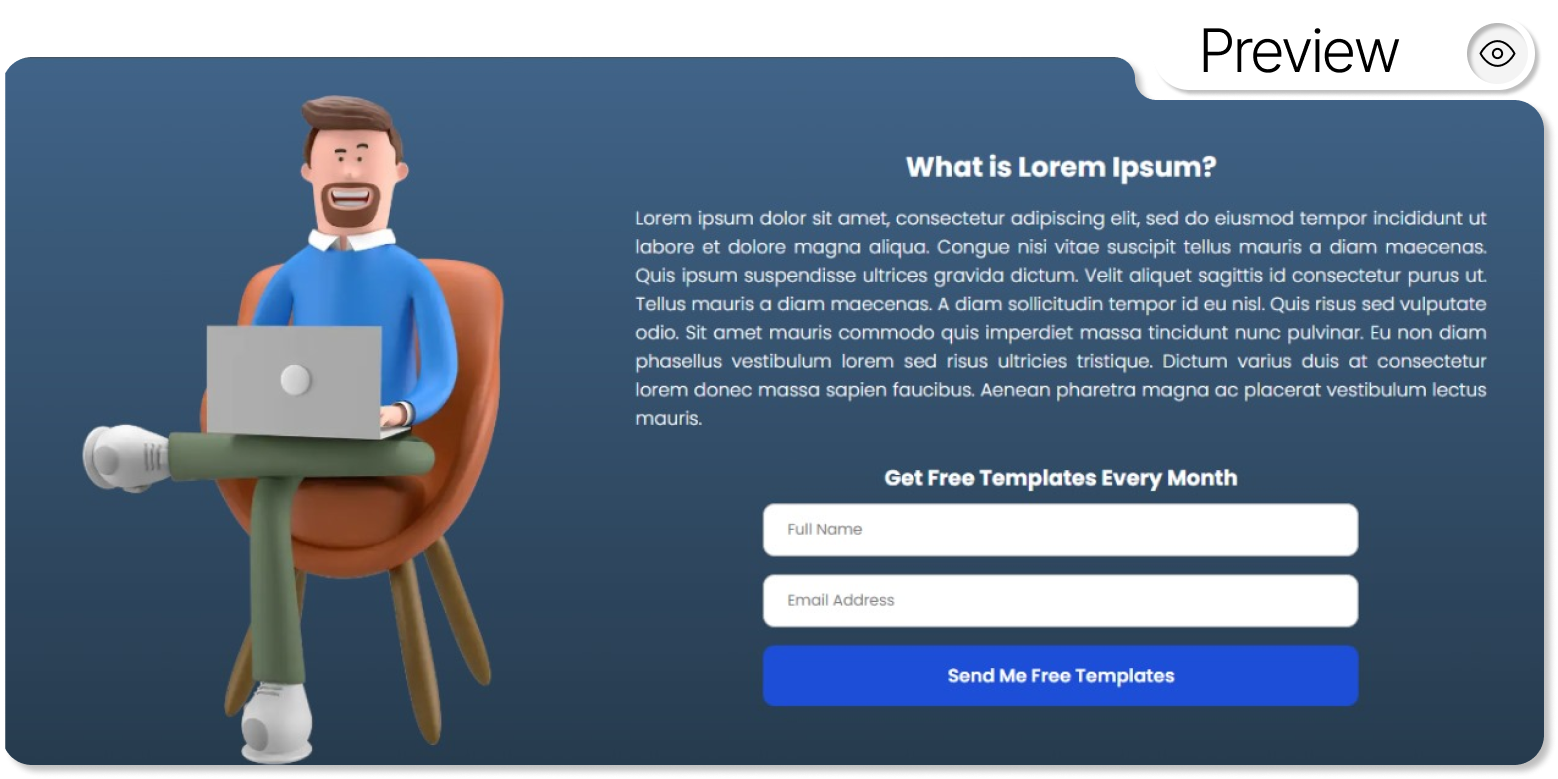 Preview
What is Lorem Ipsum?
Lorem ipsum dolor sit amet, consectetur adipiscing elit, sed do eiusmod tempor incididunt ut
labore et dolore magna aliqua. Congue nisi vitae suscipit tellus mauris a diam maecenas.
Quis ipsum suspendisse ultrices gravida dictum. Velit aliquet sagittis id consectetur purus ut.
Tellus mauris a diam maecenas. A diam sollicitudin tempor id eu nisl. Quis risus sed vulputate
odio. Sit amet mauris commodo quis imperdiet massa tincidunt nunc pulvinar. Eu non diam
phasellus vestibulum lorem sed risus ultricies tristique. Dictum varius duis at consectetur
lorem donec massa sapien faucibus. Aenean pharetra magna ac placerat vestibulum lectus
mauris.
Get Free Templates Every Month
Full Name
Email Address
Send Me Free Templates